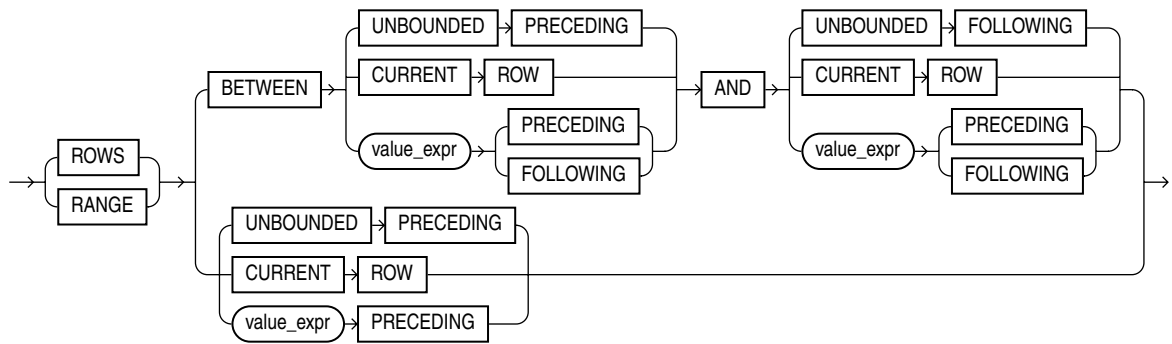 UNBOUNDED PRECEDING UNBOUNDED FOLLOWING
CURRENT ROW CURRENT ROW
BETWEEN AND
value_expr PRECEDING value_expr PRECEDING
FOLLOWING FOLLOWING
ROWS
RANGE
UNBOUNDED PRECEDING
CURRENT ROW
value_expr PRECEDING